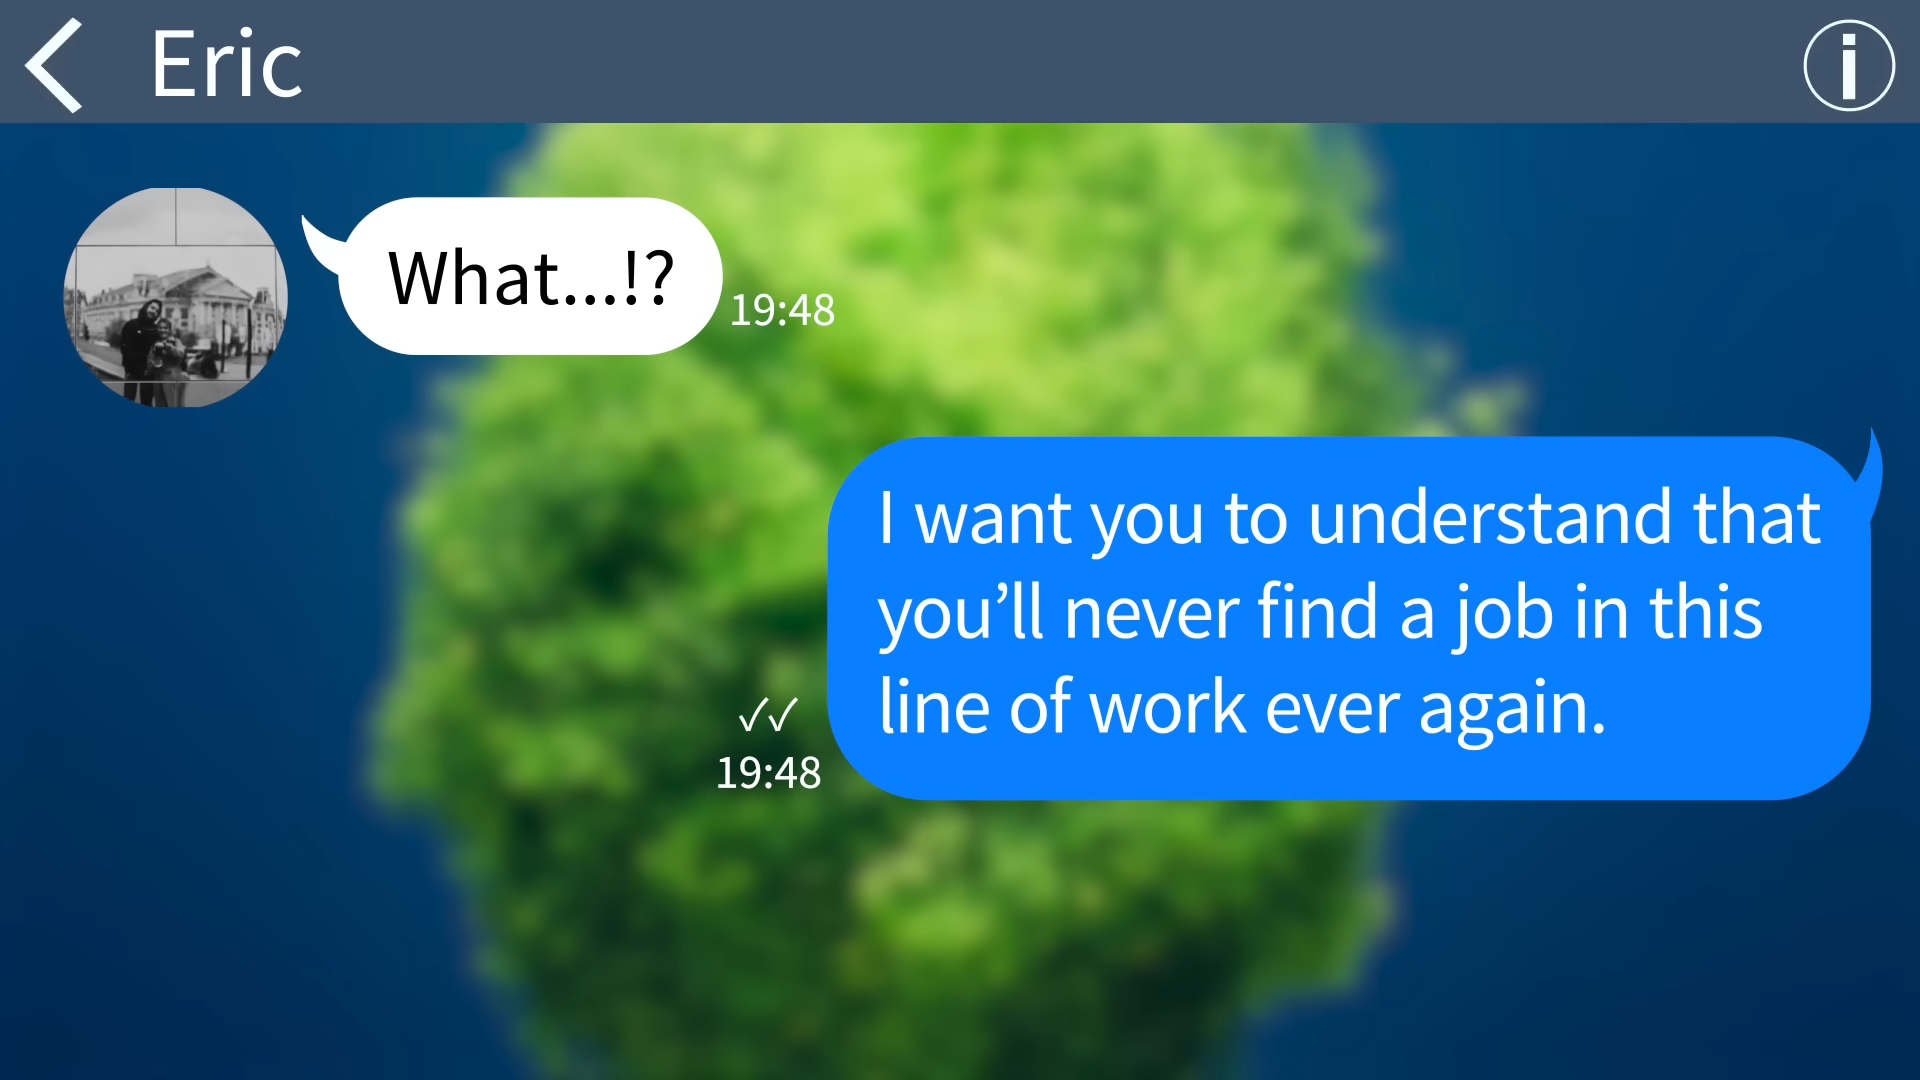 Eric
What...!?
19:48
I want you to understand that
you’ll never find a job in this
line of work ever again.
✓✓
19:48